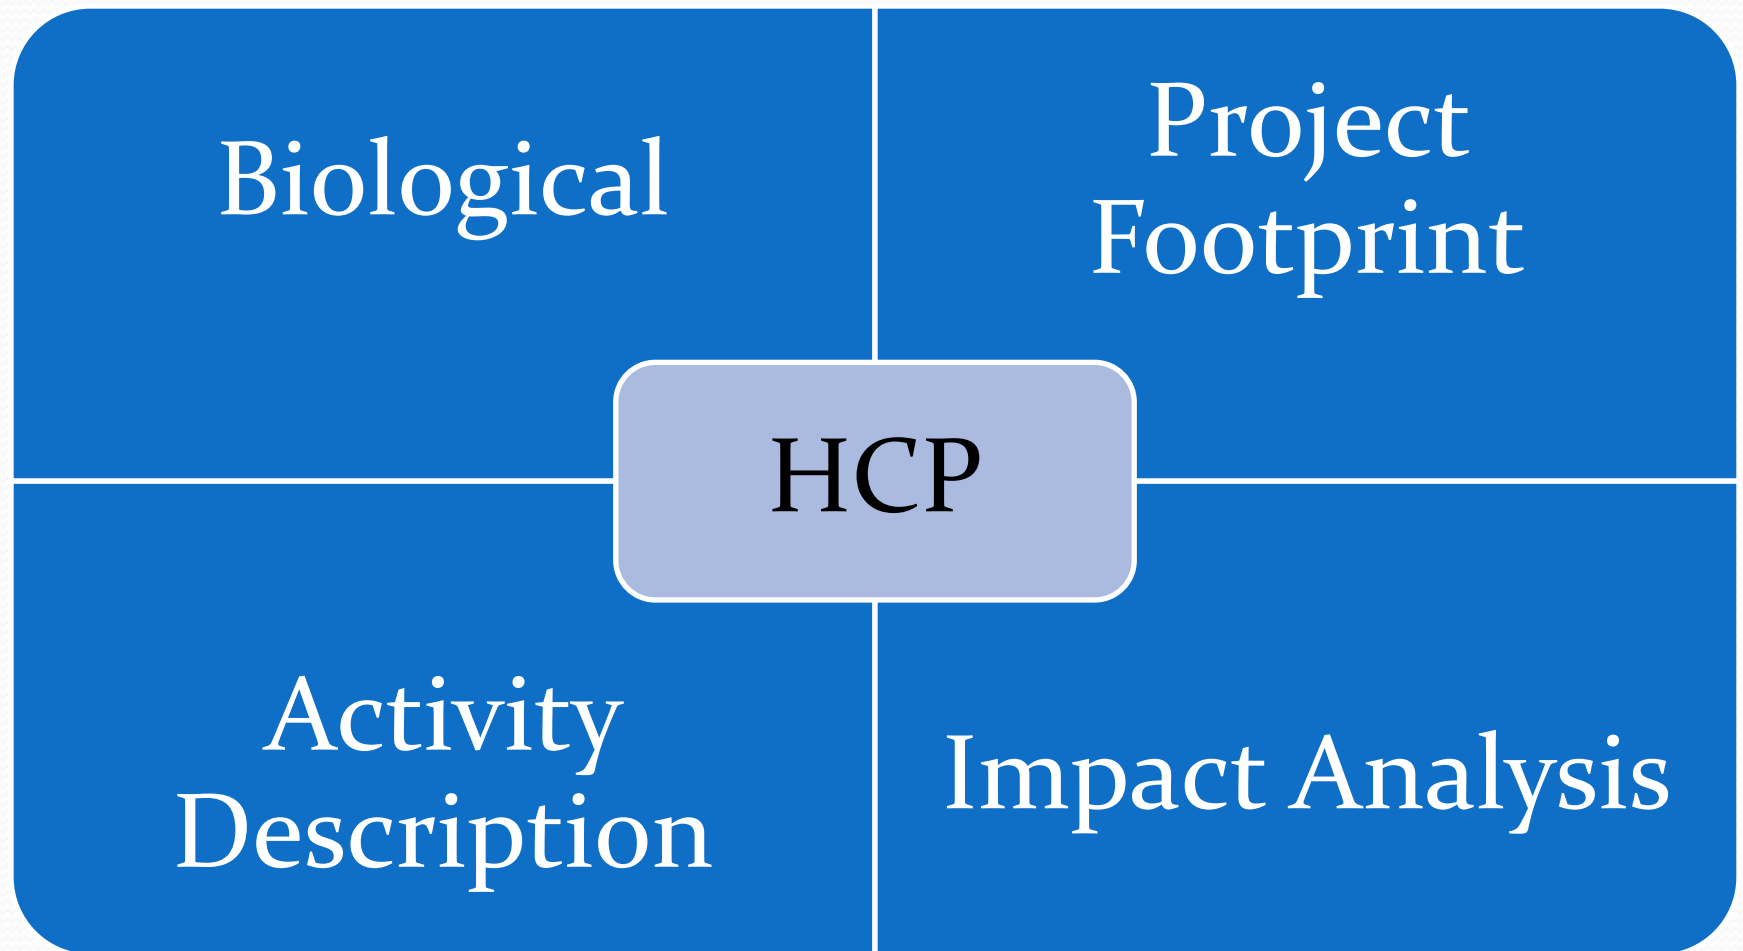 Biological
Project
Footprint
HCP
Activity
Description
Impact Analysis